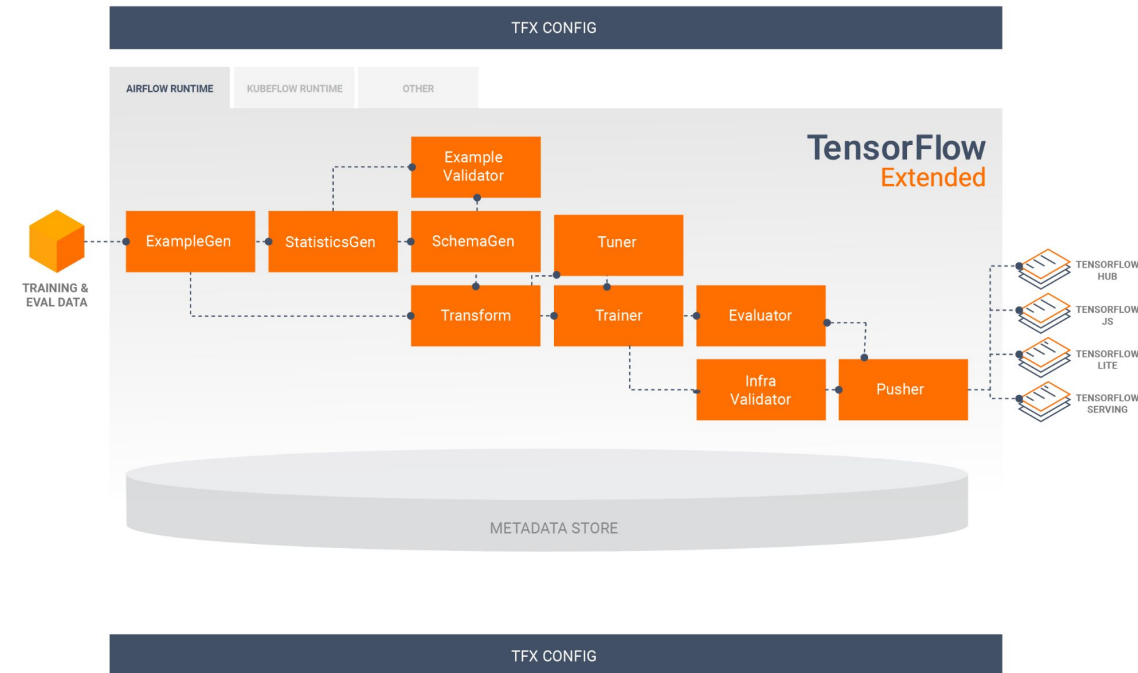 TFX CONFIG
AIRFLOW RUNTIME
KUBEFLOW RUNTIME
OTHER
TensorFlow
Extended
Example
Validator
ExampleGen
StatisticsGen
SchemaGen
Tuner
TRAINING &
EVAL DATA
Transform
Trainer
Evaluator
Infra
Validator
Pusher
TENSORFLOW
HUB
TENSORFLOW
JS
TENSORFLOW
LITE
TENSORFLOW
SERVING
METADATA STORE
TFX CONFIG